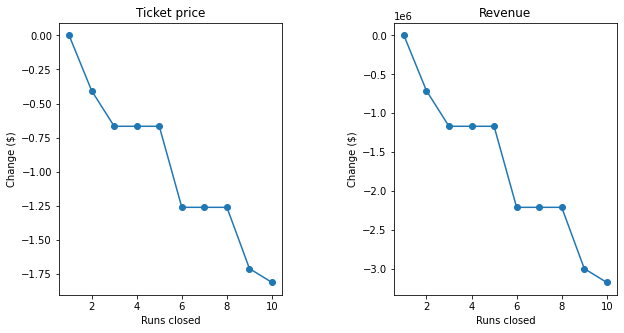 Ticket price
0.00
−0.25
−0.50
−0.75
−1.00
−1.25
−1.50
−1.75
Change ($)
2 4 6 8 10
Runs closed
Revenue
1e6
0.0
−0.5
−1.0
−1.5
−2.0
−2.5
−3.0
Change ($)
2 4 6 8 10
Runs closed